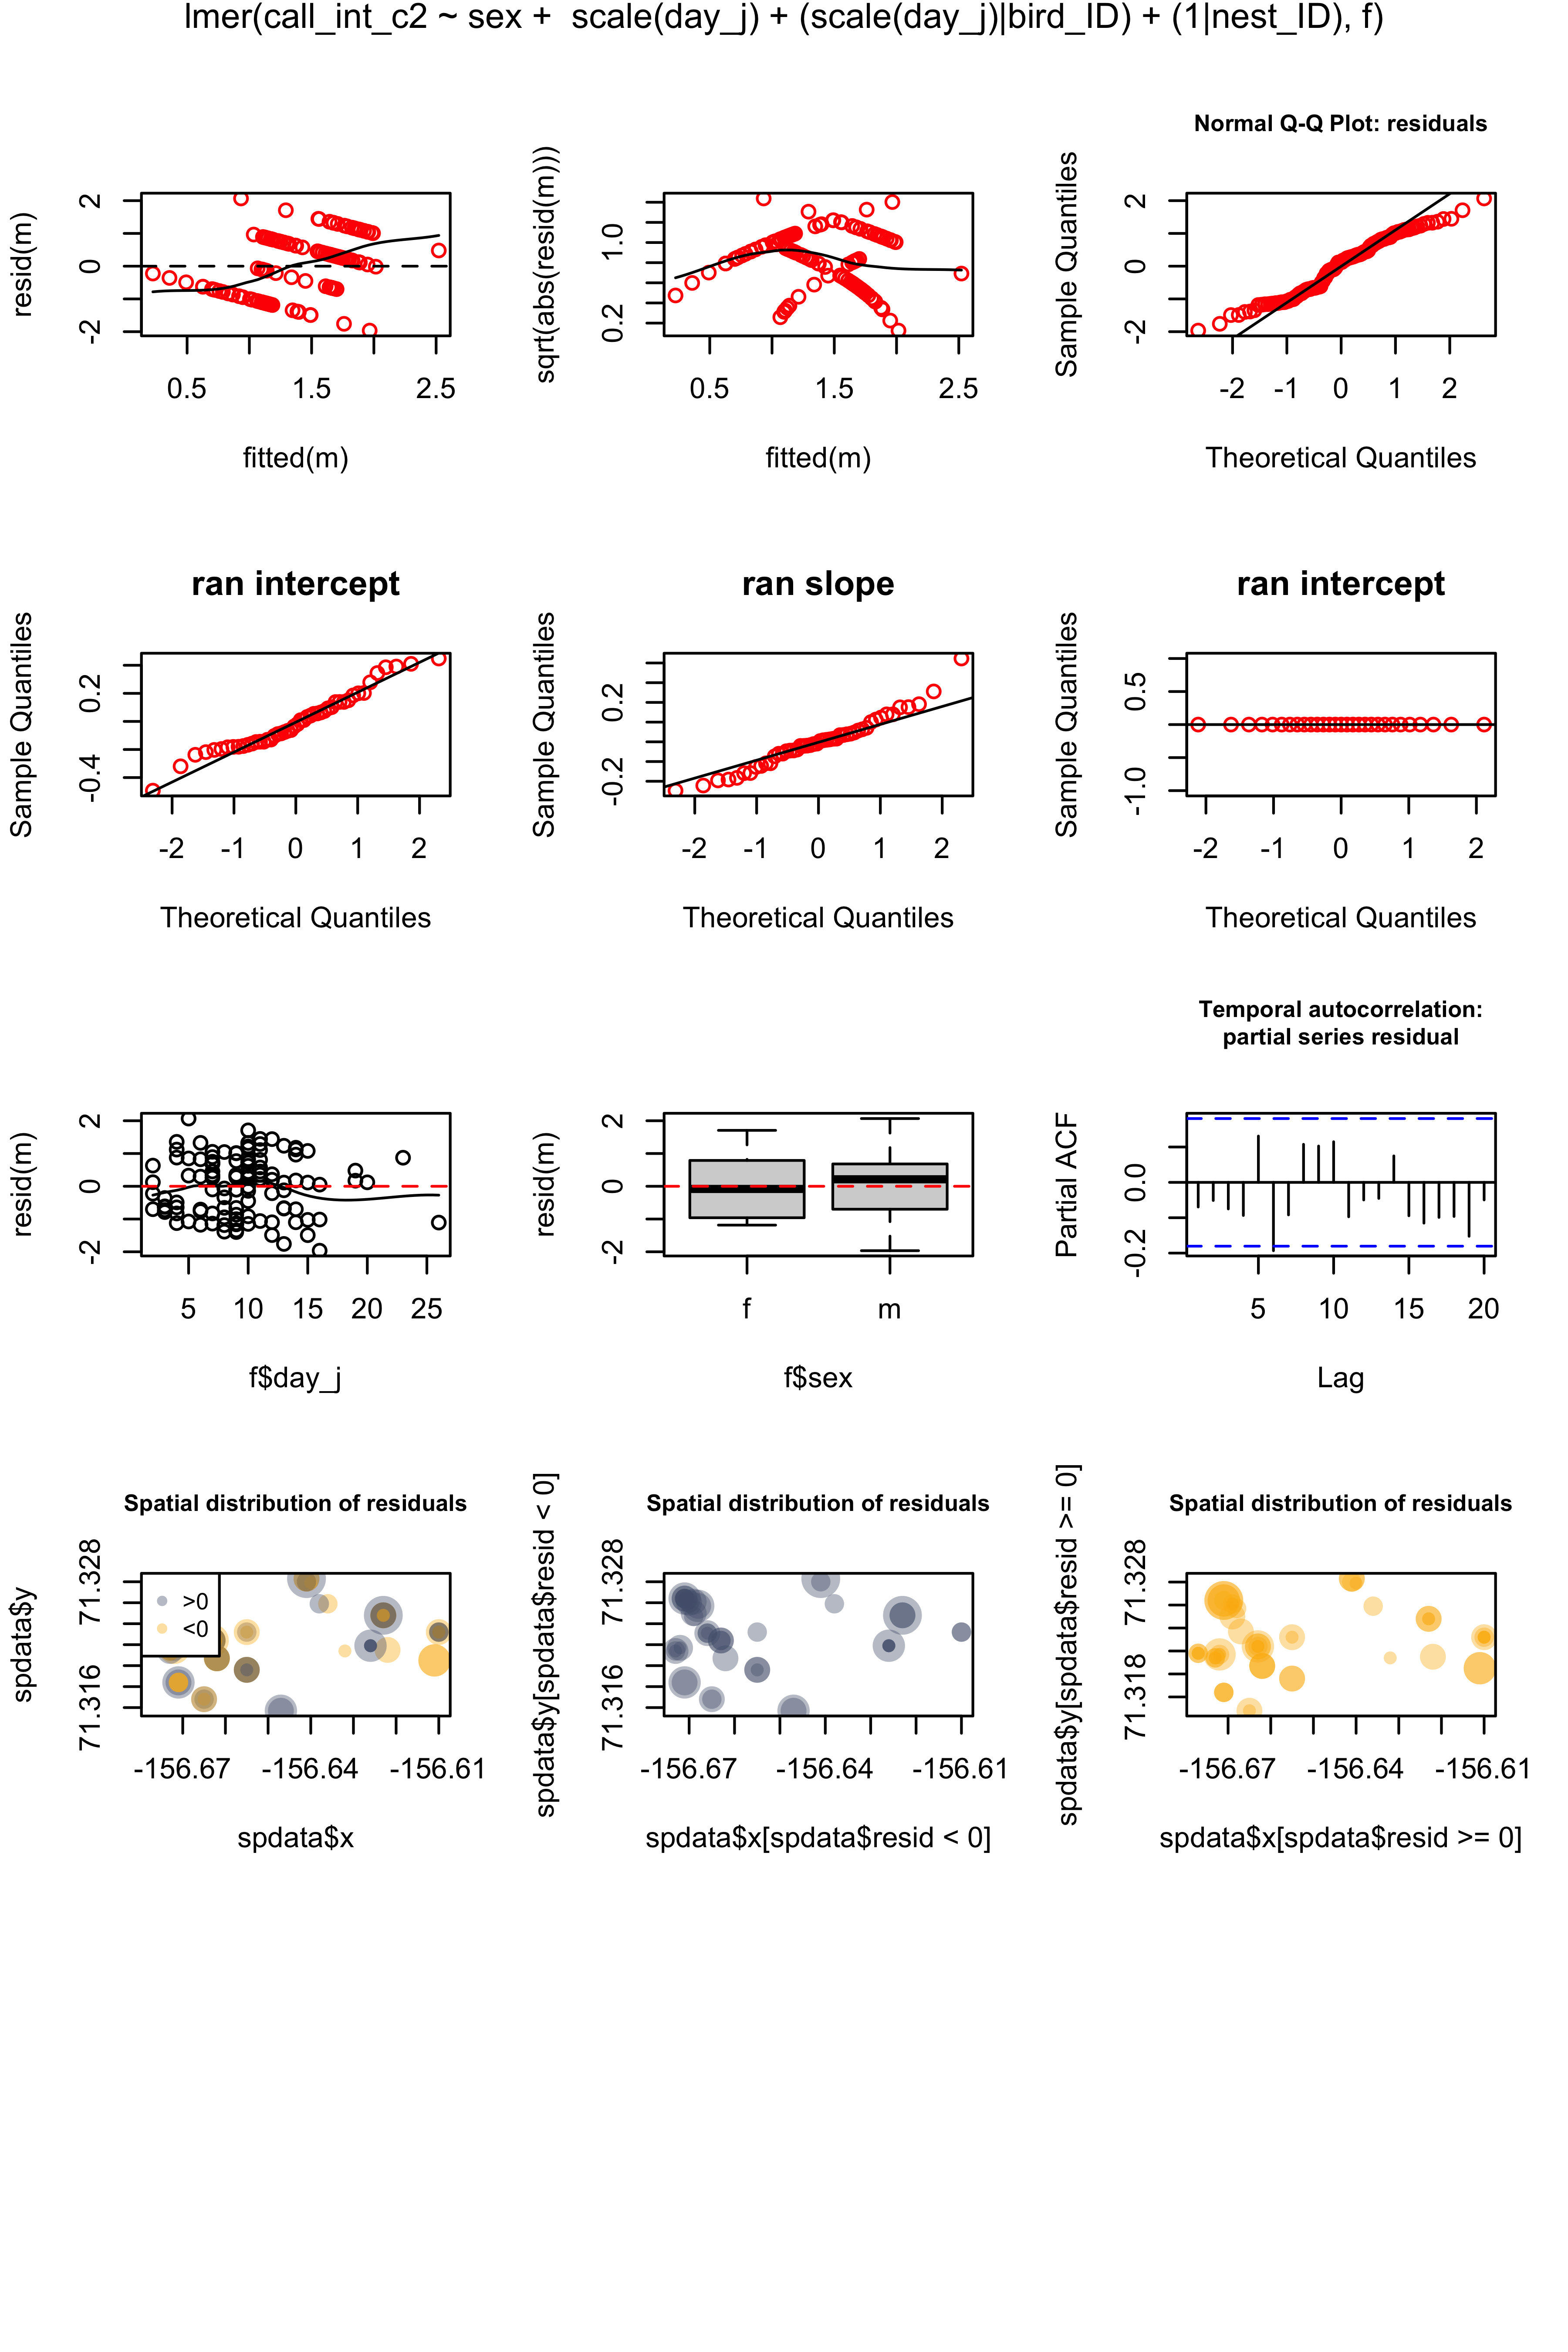 lmer(call_int_c2 ~ sex +  scale(day_j) + (scale(day_j)|bird_ID) + (1|nest_ID), f)
resid(m)
2
0
-2
0.5
1.5
2.5
fitted(m)
sqrt(abs(resid(m)))
1.0
0.2
0.5
1.5
2.5
fitted(m)
Normal Q-Q Plot: residuals
Sample Quantiles
2
0
-2
-2
-1
0
1
2
Theoretical Quantiles
ran intercept
Sample Quantiles
0.2
-0.4
-2
-1
0
1
2
Theoretical Quantiles
ran slope
Sample Quantiles
0.2
-0.2
-2
-1
0
1
2
Theoretical Quantiles
ran intercept
Sample Quantiles
0.5
-1.0
-2
-1
0
1
2
Theoretical Quantiles
resid(m)
2
0
-2
5
10
15
20
25
f$day_j
resid(m)
2
0
-2
f
m
f$sex
Temporal autocorrelation:
partial series residual
Partial ACF
0.0
-0.2
5
10
15
20
Lag
Spatial distribution of residuals
spdata$y
71.328
71.316
>0
<0
-156.67
-156.64
-156.61
spdata$x
Spatial distribution of residuals
spdata$y[spdata$resid < 0]
71.328
71.316
-156.67
-156.64
-156.61
spdata$x[spdata$resid < 0]
Spatial distribution of residuals
spdata$y[spdata$resid >= 0]
71.328
71.318
-156.67
-156.64
-156.61
spdata$x[spdata$resid >= 0]